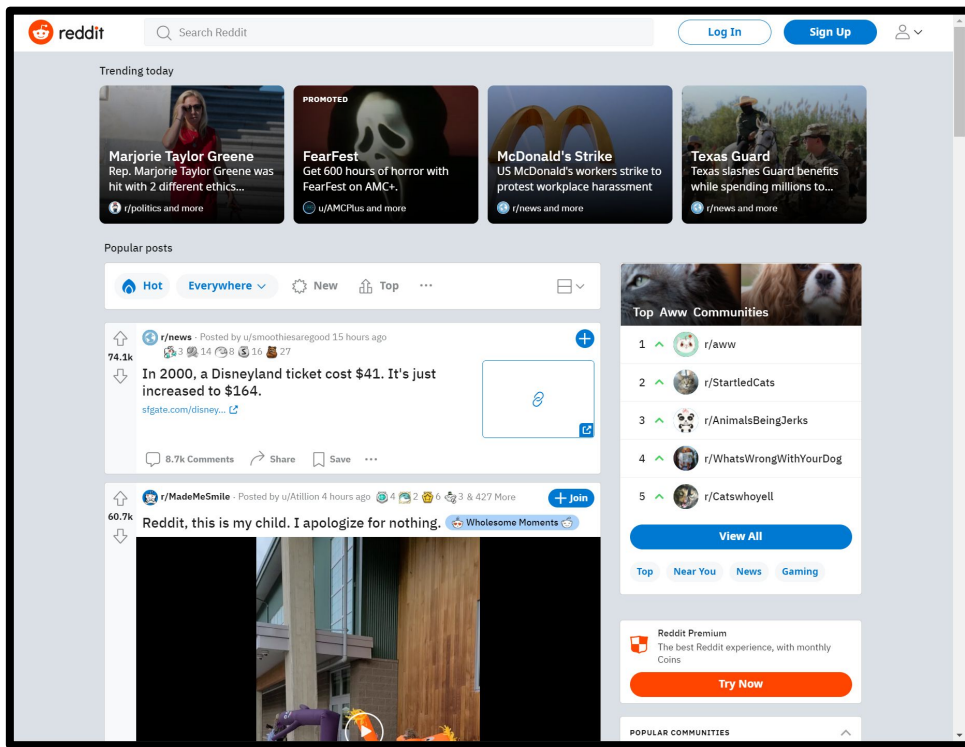 reddit
Search Reddit
Log In
Sign Up
Trending today
Marjorie Taylor Greene
Rep. Marjorie Taylor Greene was
hit with 2 different ethics...
r/politics and more
PROMOTED
FearFest
Get 600 hours of horror with
FearFest on AMC+.
u/AMCPlus and more
McDonald's Strike
US McDonald's workers strike to
protest workplace harassment
r/news and more
Texas Guard
Texas slashes Guard benefits
while spending millions to...
r/news and more
Popular posts
Hot
Everywhere
New
Top
...
74.1k
r/news · Posted by u/smoothiesaregood 15 hours ago
3 14 8 16 27
In 2000, a Disneyland ticket cost $41. It's just
increased to $164.
sfgate.com/disney...
8.7k Comments
Share
Save
...
60.7k
r/MadeMeSmile · Posted by u/Atillion 4 hours ago 4 2 6 3 & 427 More
Join
Reddit, this is my child. I apologize for nothing. Wholesome Moments
Top Aww Communities
1 r/aww
2 r/StartledCats
3 r/AnimalsBeingJerks
4 r/WhatsWrongWithYourDog
5 r/Catswhoyell
View All
Top
Near You
News
Gaming
Reddit Premium
The best Reddit experience, with monthly
Coins
Try Now
POPULAR COMMUNITIES